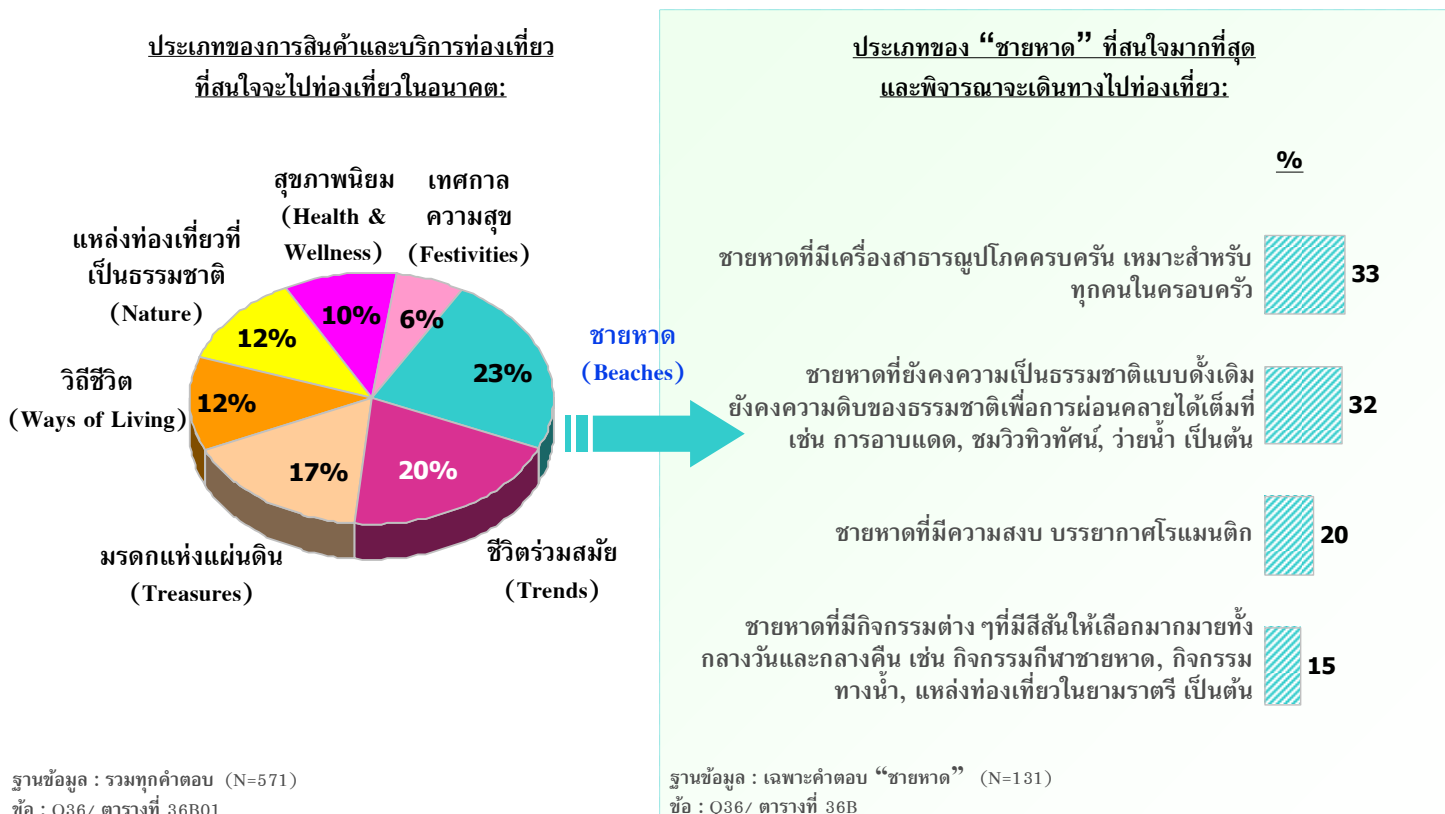 ประเภทของการสินค้าและบริการท่องเที่ยว
ที่สนใจจะไปท่องเที่ยวในอนาคต:
สุขภาพนิยม
(Health &
Wellness)
เทศกาล
ความสุข
(Festivities)
แหล่งท่องเที่ยวที่
เป็นธรรมชาติ
(Nature)
วิถีชีวิต
(Ways of Living)
มรดกแห่งแผ่นดิน
(Treasures)
ชีวิตร่วมสมัย
(Trends)
ชายหาด
(Beaches)
10%
6%
12%
23%
12%
17%
20%
ฐานข้อมูล : รวมทุกคำตอบ (N=571)
ข้อ : Q36/ ตารางที่ 36B01
ประเภทของ “ชายหาด” ที่สนใจมากที่สุด
และพิจารณาจะเดินทางไปท่องเที่ยว:
%
ชายหาดที่มีเครื่องสาธารณูปโภคครบครัน เหมาะสำหรับ
ทุกคนในครอบครัว
33
ชายหาดที่ยังคงความเป็นธรรมชาติแบบดั้งเดิม
ยังคงความดิบของธรรมชาติเพื่อการผ่อนคลายได้เต็มที่
เช่น การอาบแดด, ชมวิวทิวทัศน์, ว่ายน้ำ เป็นต้น
32
ชายหาดที่มีความสงบ บรรยากาศโรแมนติก
20
ชายหาดที่มีกิจกรรมต่าง ๆที่มีสีสันให้เลือกมากมายทั้ง
กลางวันและกลางคืน เช่น กิจกรรมกีฬาชายหาด, กิจกรรม
ทางน้ำ, แหล่งท่องเที่ยวในยามราตรี เป็นต้น
15
ฐานข้อมูล : เฉพาะคำตอบ “ชายหาด” (N=131)
ข้อ : Q36/ ตารางที่ 36B